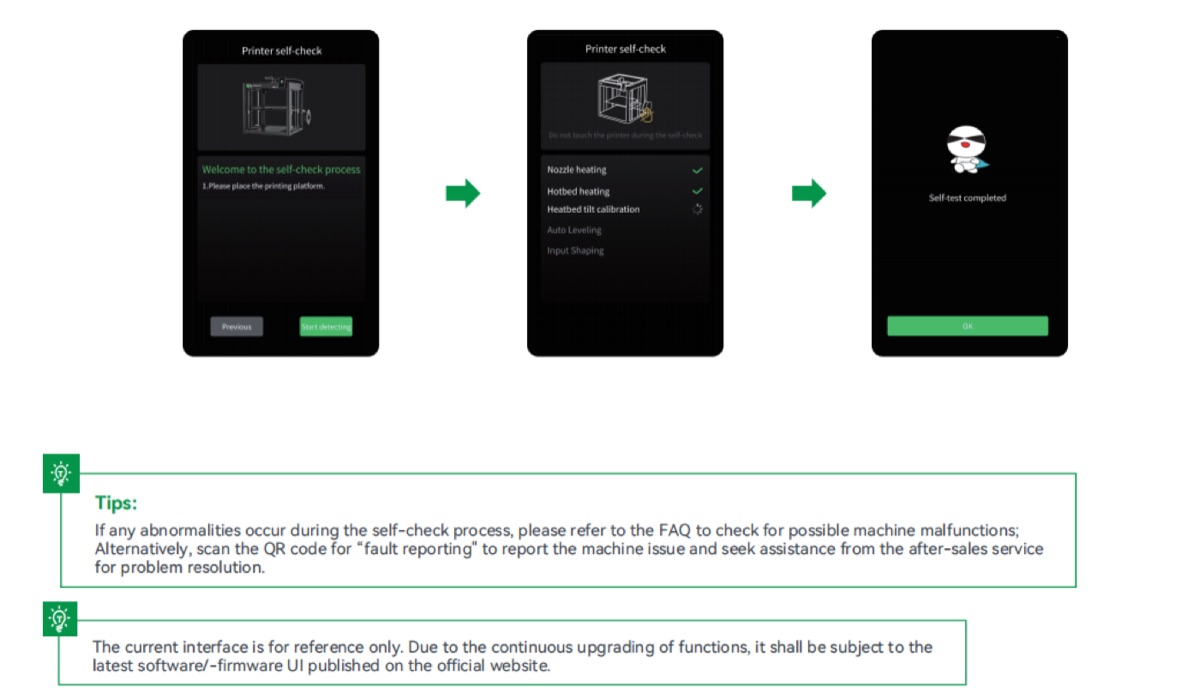 Printer self-check
Welcome to the self-check process
1.Please place the printing platform.
Previous
Start detecting
Printer self-check
Do not touch the printer during the self-check
Nozzle heating
Hotbed heating
Heatbed tilt calibration
Auto Leveling
Input Shaping
Self-test completed
OK
Tips:
If any abnormalities occur during the self-check process, please refer to the FAQ to check for possible machine malfunctions;
Alternatively, scan the QR code for "fault reporting" to report the machine issue and seek assistance from the after-sales service
for problem resolution.
The current interface is for reference only. Due to the continuous upgrading of functions, it shall be subject to the
latest software/-firmware UI published on the official website.